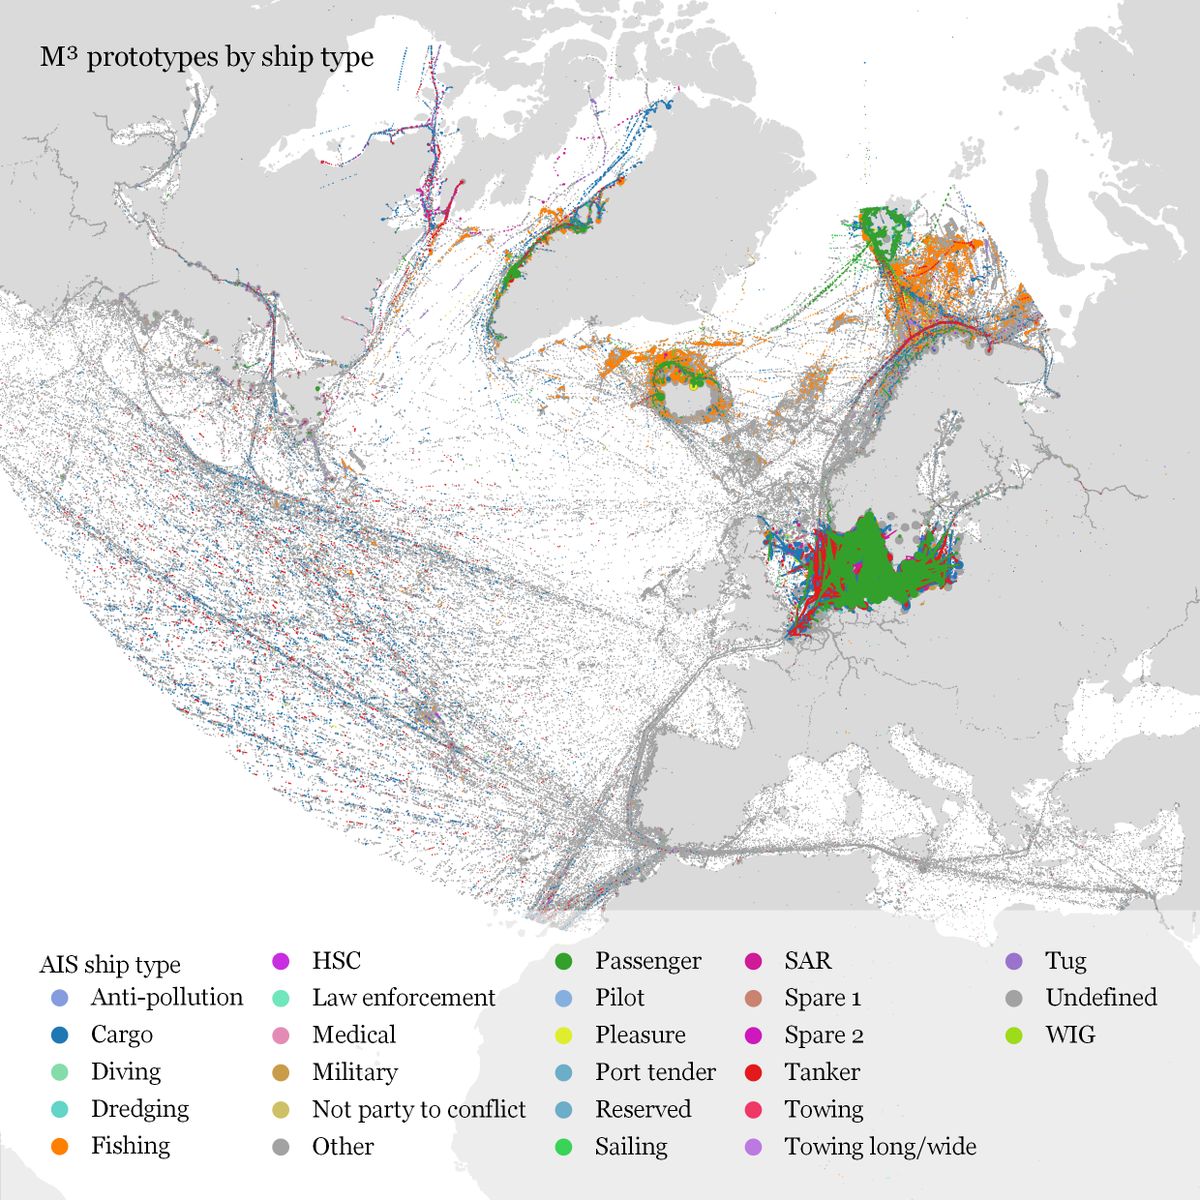 M³ prototypes by ship type
AIS ship type
Anti-pollution
Cargo
Diving
Dredging
Fishing
HSC
Law enforcement
Medical
Military
Not party to conflict
Other
Passenger
Pilot
Pleasure
Port tender
Reserved
Sailing
SAR
Spare 1
Spare 2
Tanker
Towing
Towing long/wide
Tug
Undefined
WIG